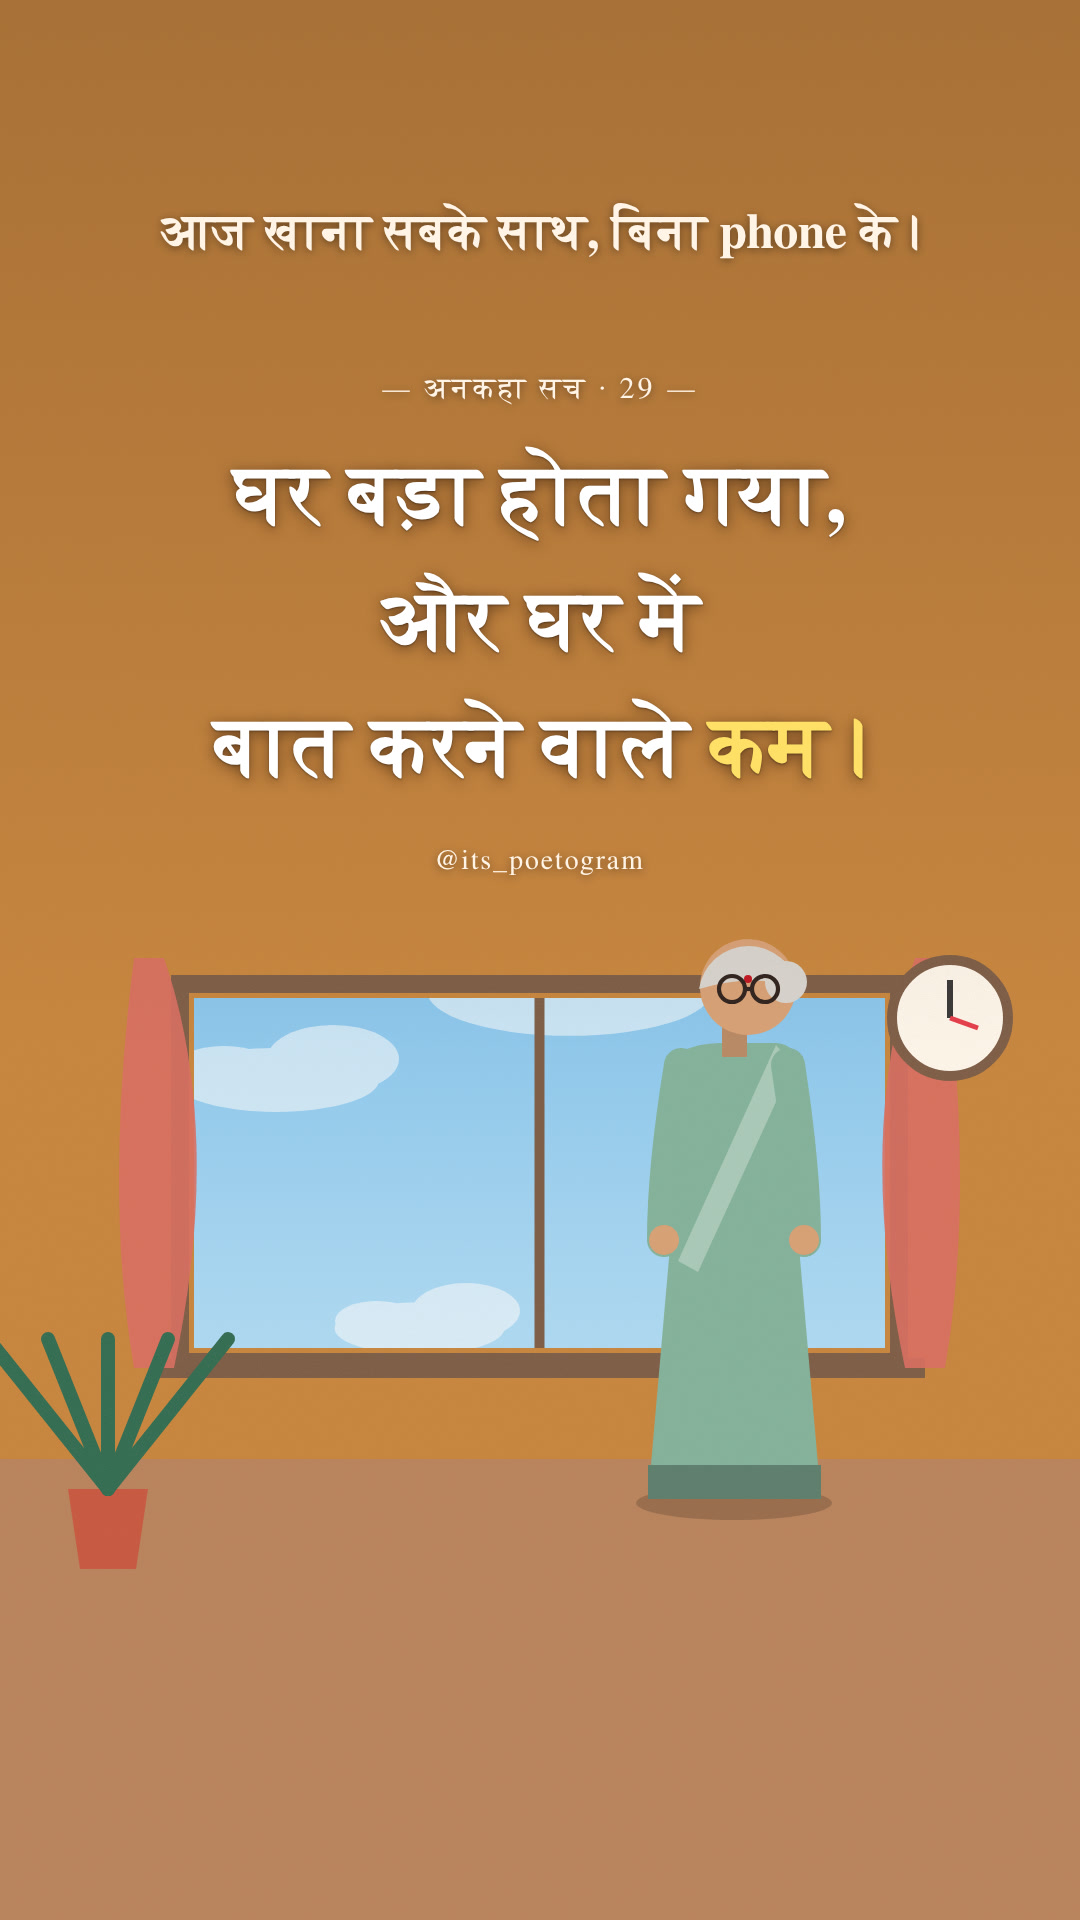 आज खाना सबके साथ, बिना phone के।
— अनकहा सच · 29 —
घर बड़ा होता गया,
और घर में
बात करने वाले कम।
@its_poetogram